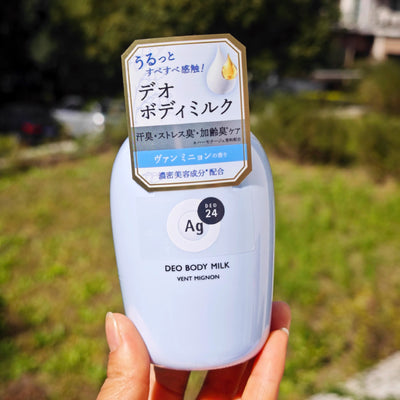 うるっと
すべすべ感触!
デオ
ボディミルク
汗臭・ストレス臭・加齢臭*ケア
ヴァン ミニョンの香り
濃密美容成分*配合
DEO
24
Ag
DEO BODY MILK
VENT MIGNON